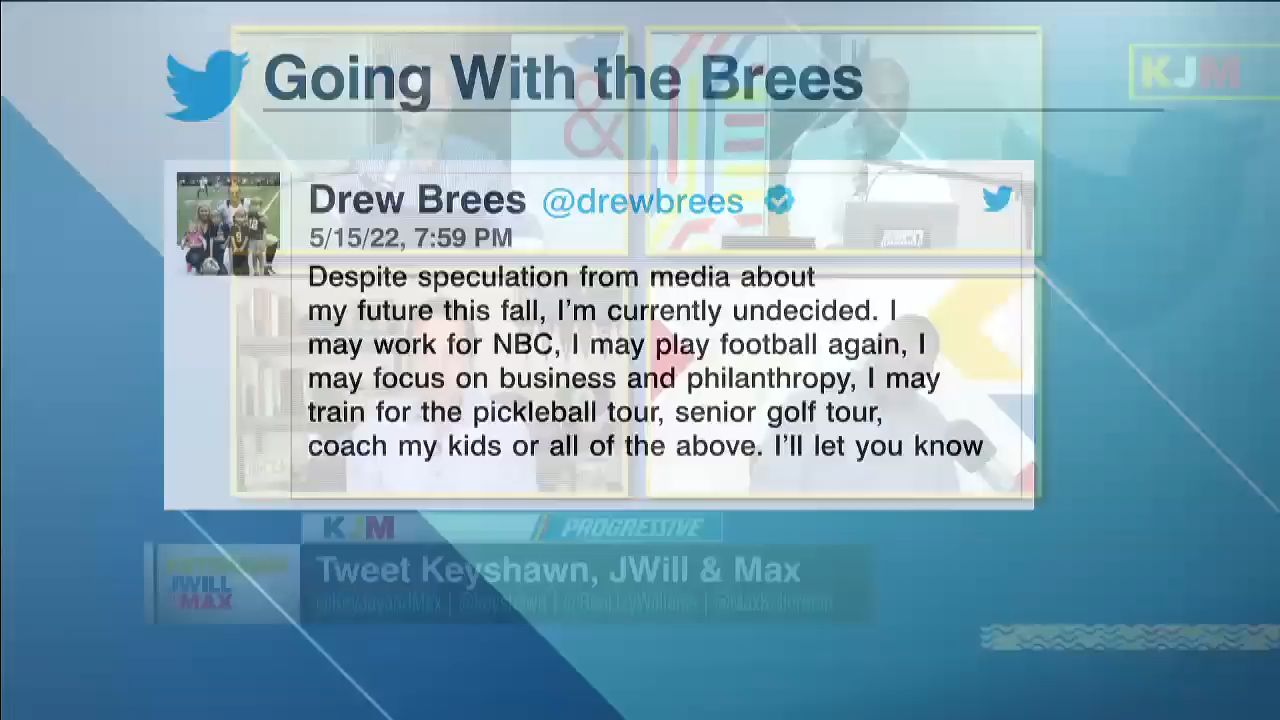 Going With the Brees
KJM
Drew Brees @drewbrees
5/15/22, 7:59 PM
Despite speculation from media about
my future this fall, I'm currently undecided. I
may work for NBC, I may play football again, I
may focus on business and philanthropy, I may
train for the pickleball tour, senior golf tour,
coach my kids or all of the above. I'll let you know
KJM PROGRESSIVE
KEYSHAWN
JWILL
& MAX
Tweet Keyshawn, JWill & Max